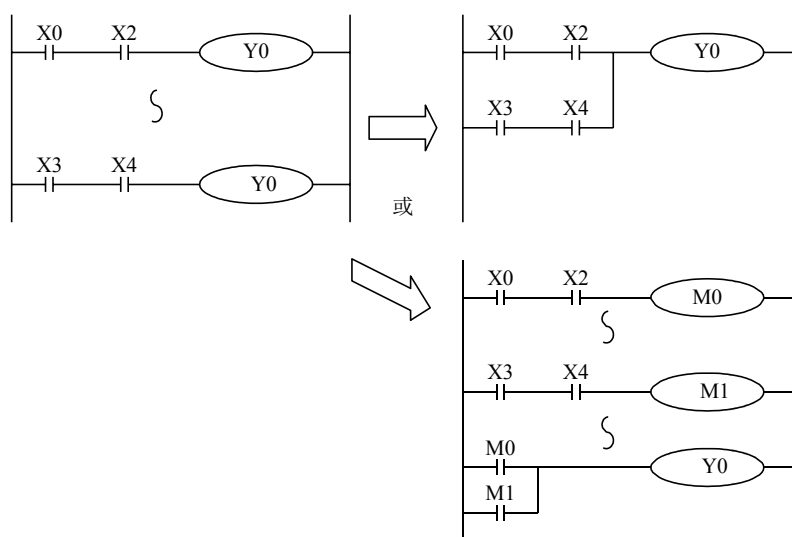 X0 X2 Y0
X3 X4 Y0
X0 X2 Y0
X3 X4
或
X0 X2 M0
X3 X4 M1
M0 Y0
M1